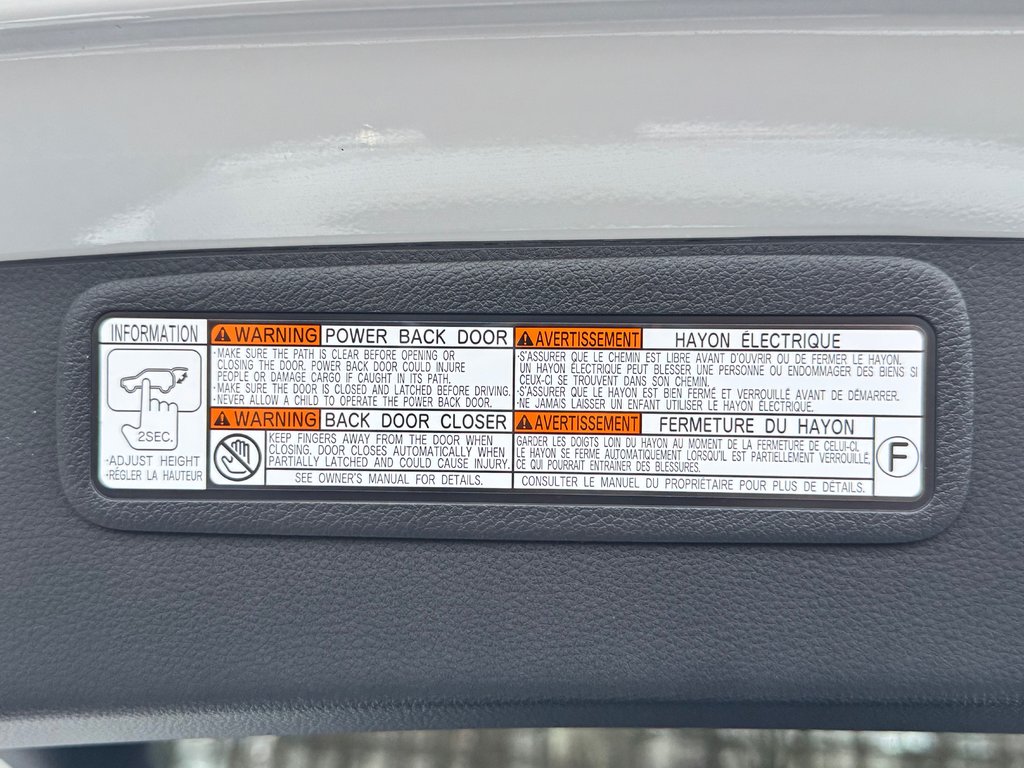 INFORMATION
2SEC.
·ADJUST HEIGHT
·RÉGLER LA HAUTEUR
WARNING POWER BACK DOOR
·MAKE SURE THE PATH IS CLEAR BEFORE OPENING OR
CLOSING THE DOOR. POWER BACK DOOR COULD INJURE
PEOPLE OR DAMAGE CARGO IF CAUGHT IN ITS PATH.
·MAKE SURE THE DOOR IS CLOSED AND LATCHED BEFORE DRIVING.
·NEVER ALLOW A CHILD TO OPERATE THE POWER BACK DOOR.
WARNING BACK DOOR CLOSER
KEEP FINGERS AWAY FROM THE DOOR WHEN
CLOSING. DOOR CLOSES AUTOMATICALLY WHEN
PARTIALLY LATCHED AND COULD CAUSE INJURY.
SEE OWNER'S MANUAL FOR DETAILS.
AVERTISSEMENT HAYON ÉLECTRIQUE
·S'ASSURER QUE LE CHEMIN EST LIBRE AVANT D'OUVRIR OU DE FERMER LE HAYON.
UN HAYON ÉLECTRIQUE PEUT BLESSER UNE PERSONNE OU ENDOMMAGER DES BIENS SI
CEUX-CI SE TROUVENT DANS SON CHEMIN.
·S'ASSURER QUE LE HAYON EST BIEN FERMÉ ET VERROUILLÉ AVANT DE DÉMARRER.
·NE JAMAIS LAISSER UN ENFANT UTILISER LE HAYON ÉLECTRIQUE.
AVERTISSEMENT FERMETURE DU HAYON
GARDER LES DOIGTS LOIN DU HAYON AU MOMENT DE LA FERMETURE DE CELUI-CI.
LE HAYON SE FERME AUTOMATIQUEMENT LORSQU'IL EST PARTIELLEMENT VERROUILLÉ,
CE QUI POURRAIT ENTRAINER DES BLESSURES.
CONSULTER LE MANUEL DU PROPRIÉTAIRE POUR PLUS DE DÉTAILS.
F